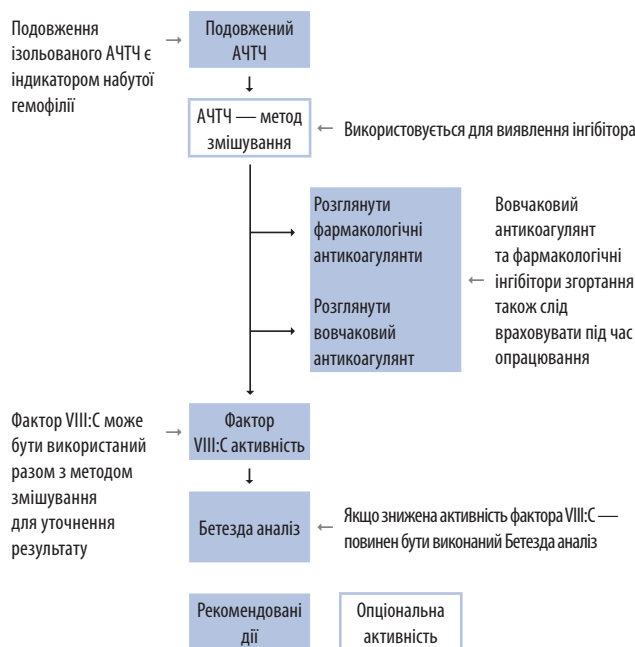 Подовження
ізольованого АЧТЧ є
індикатором набутої
гемофілії
→
Подовжений
АЧТЧ
↓
АЧТЧ — метод
змішування
← Використовується для виявлення інгібітора
Розглянути
фармакологічні
антикоагулянти
Розглянути
вовчаковий
антикоагулянт
←
Вовчаковий
антикоагулянт
та фармакологічні
інгібітори згортання
також слід
враховувати під час
опрацювання
Фактор VIII:C може
бути використаний
разом з методом
змішування
для уточнення
результату
→
Фактор
VIII:C активність
↓
Бетезда аналіз
← Якщо знижена активність фактора VIII:C —
повинен бути виконаний Бетезда аналіз
Рекомендовані
дії
Опціональна
активність